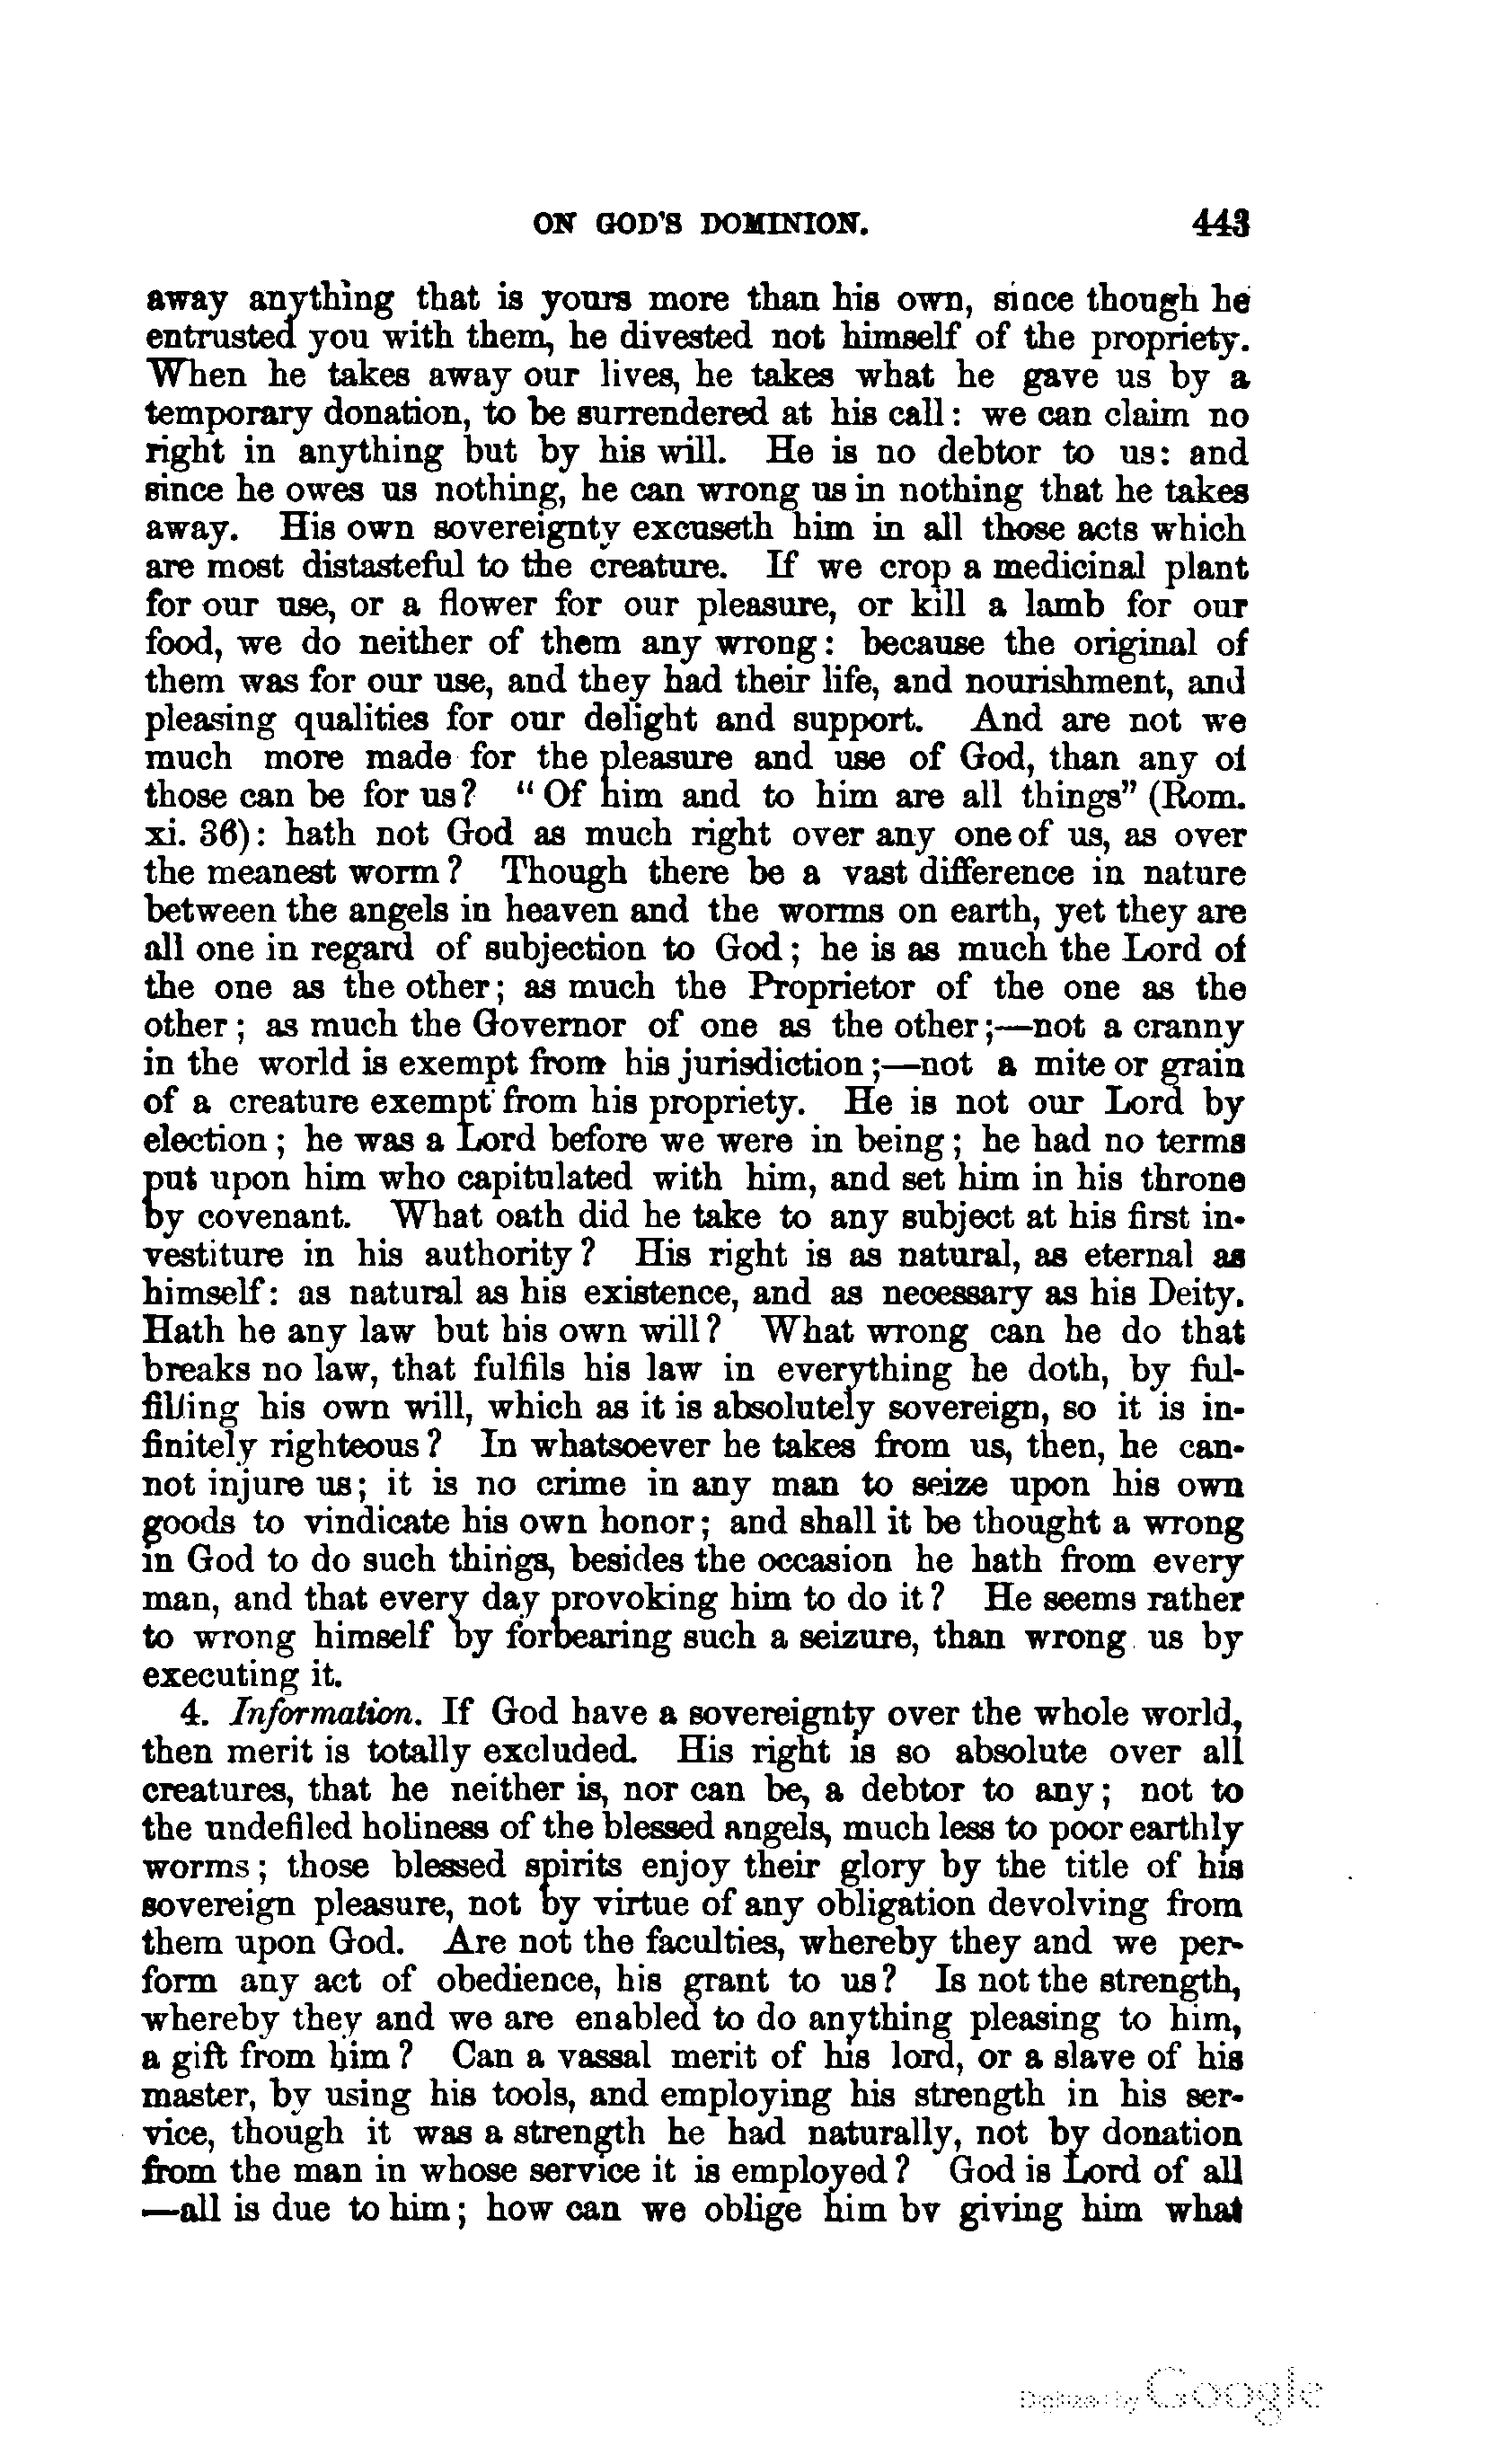 ON GOD'S DOMINION. 443
away anything that is yours more than his own, since though he
entrusted you with them, he divested not himself of the propriety.
When he takes away our lives, he takes what he gave us by a
temporary donation, to be surrendered at his call: we can claim no
right in anything but by his will. He is no debtor to us: and
since he owes us nothing, he can wrong us in nothing that he takes
away. His own sovereignty excuseth him in all those acts which
are most distasteful to the creature. If we crop a medicinal plant
for our use, or a flower for our pleasure, or kill a lamb for our
food, we do neither of them any wrong: because the original of
them was for our use, and they had their life, and nourishment, and
pleasing qualities for our delight and support. And are not we
much more made for the pleasure and use of God, than any of
those can be for us? "Of him and to him are all things" (Rom.
xi. 36): hath not God as much right over any one of us, as over
the meanest worm? Though there be a vast difference in nature
between the angels in heaven and the worms on earth, yet they are
all one in regard of subjection to God; he is as much the Lord of
the one as the other; as much the Proprietor of the one as the
other; as much the Governor of one as the other;—not a cranny
in the world is exempt from his jurisdiction;—not a mite or grain
of a creature exempt from his propriety. He is not our Lord by
election; he was a Lord before we were in being; he had no terms
put upon him who capitulated with him, and set him in his throne
by covenant. What oath did he take to any subject at his first in-
vestiture in his authority? His right is as natural, as eternal as
himself: as natural as his existence, and as necessary as his Deity.
Hath he any law but his own will? What wrong can he do that
breaks no law, that fulfils his law in everything he doth, by ful-
filling his own will, which as it is absolutely sovereign, so it is in-
finitely righteous? In whatsoever he takes from us, then, he can-
not injure us; it is no crime in any man to seize upon his own
goods to vindicate his own honor; and shall it be thought a wrong
in God to do such things, besides the occasion he hath from every
man, and that every day provoking him to do it? He seems rather
to wrong himself by forbearing such a seizure, than wrong us by
executing it.
4. Information. If God have a sovereignty over the whole world,
then merit is totally excluded. His right is so absolute over all
creatures, that he neither is, nor can be, a debtor to any; not to
the undefiled holiness of the blessed angels, much less to poor earthly
worms; those blessed spirits enjoy their glory by the title of his
sovereign pleasure, not by virtue of any obligation devolving from
them upon God. Are not the faculties, whereby they and we per-
form any act of obedience, his grant to us? Is not the strength,
whereby they and we are enabled to do anything pleasing to him,
a gift from him? Can a vassal merit of his lord, or a slave of his
master, by using his tools, and employing his strength in his ser-
vice, though it was a strength he had naturally, not by donation
from the man in whose service it is employed? God is Lord of all
—all is due to him; how can we oblige him by giving him what
Digitized by Google